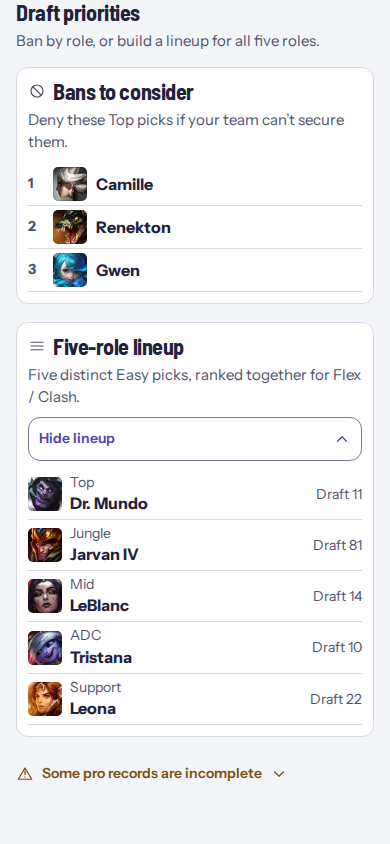 Draft priorities
Ban by role, or build a lineup for all five roles.
Bans to consider
Deny these Top picks if your team can't secure
them.
1 Camille
2 Renekton
3 Gwen
Five-role lineup
Five distinct Easy picks, ranked together for Flex
/ Clash.
Hide lineup
Top
Dr. Mundo
Draft 11
Jungle
Jarvan IV
Draft 81
Mid
LeBlanc
Draft 14
ADC
Tristana
Draft 10
Support
Leona
Draft 22
Some pro records are incomplete